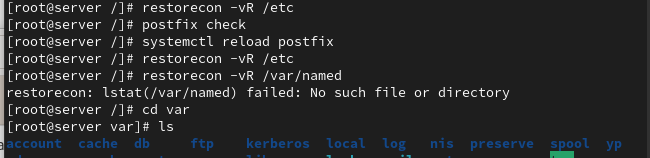 [root@server /]# restorecon -vR /etc
[root@server /]# postfix check
[root@server /]# systemctl reload postfix
[root@server /]# restorecon -vR /etc
[root@server /]# restorecon -vR /var/named
restorecon: lstat(/var/named) failed: No such file or directory
[root@server /]# cd var
[root@server var]# ls
account cache db ftp kerberos local log nis preserve spool yp